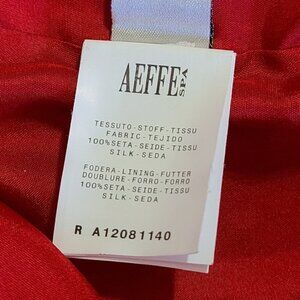 AEFFE SPA
TESSUTO-STOFF-TISSU
FABRIC-TEJIDO
100%SETA-SEIDE-TISSU
SILK-SEDA
FODERA-LINING-FUTTER
DOUBLURE-FORRO-FORRO
100%SETA-SEIDE-TISSU
SILK-SEDA
R A12081140